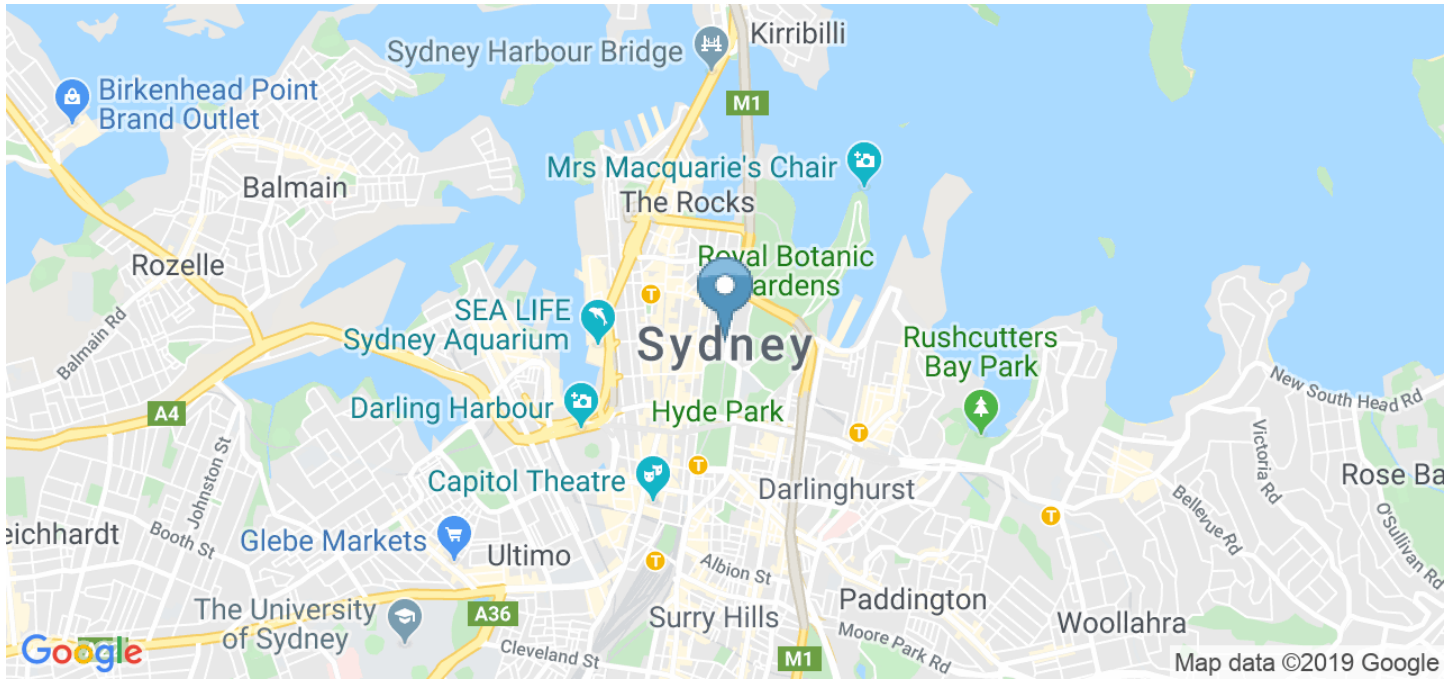 Kirribilli
Sydney Harbour Bridge
Birkenhead Point
Brand Outlet
M1
Mrs Macquarie's Chair
Balmain
The Rocks
Royal Botanic
Gardens
Rozelle
SEA LIFE
Sydney Aquarium
Sydney
Rushcutters
Bay Park
Balmain Rd
New South Head Rd
A4
Darling Harbour
Hyde Park
Victoria Rd
Johnston St
Capitol Theatre
Darlinghurst
Rose Ba
Bellevue Rd
O'Sullivan Rd
eichhardt
Booth St
Glebe Markets
Ultimo
Albion St
The University
of Sydney
A36
Surry Hills
Paddington
Woollahra
Moore Park Rd
Cleveland St
M1
Google
Map data ©2019 Google
T
T
T
T
T